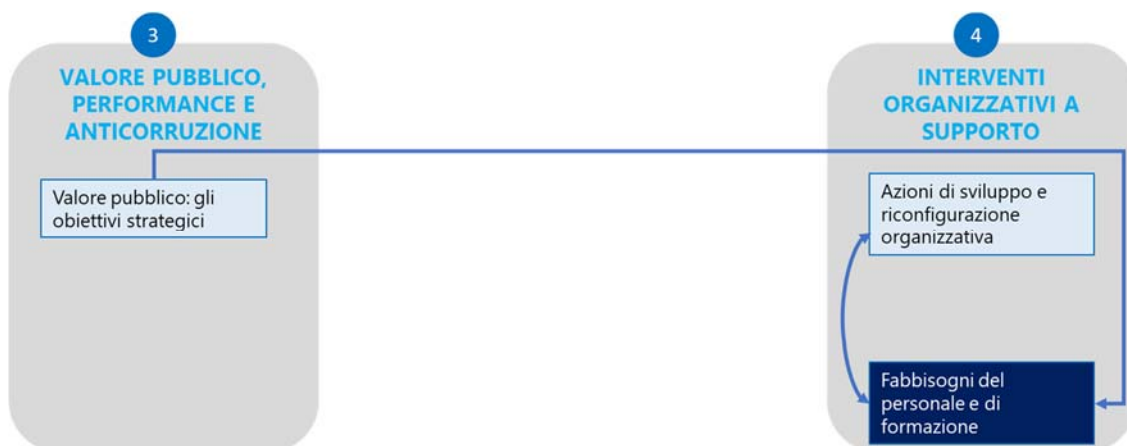 3
VALORE PUBBLICO,
PERFORMANCE E
ANTICORRUZIONE
Valore pubblico: gli
obiettivi strategici
4
INTERVENTI
ORGANIZZATIVI A
SUPPORTO
Azioni di sviluppo e
riconfigurazione
organizzativa
Fabbisogni del
personale e di
formazione